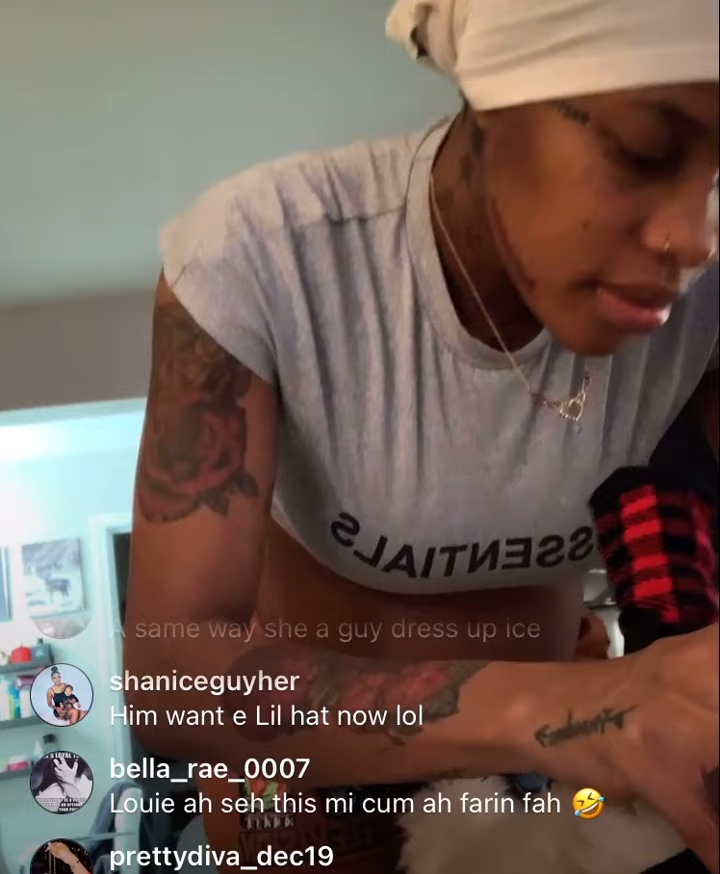 ESSENTIALS
A same way she a guy dress up ice
shaniceguyher
Him want e Lil hat now lol
bella_rae_0007
Louie ah seh this mi cum ah farin fah 🤣
prettydiva_dec19